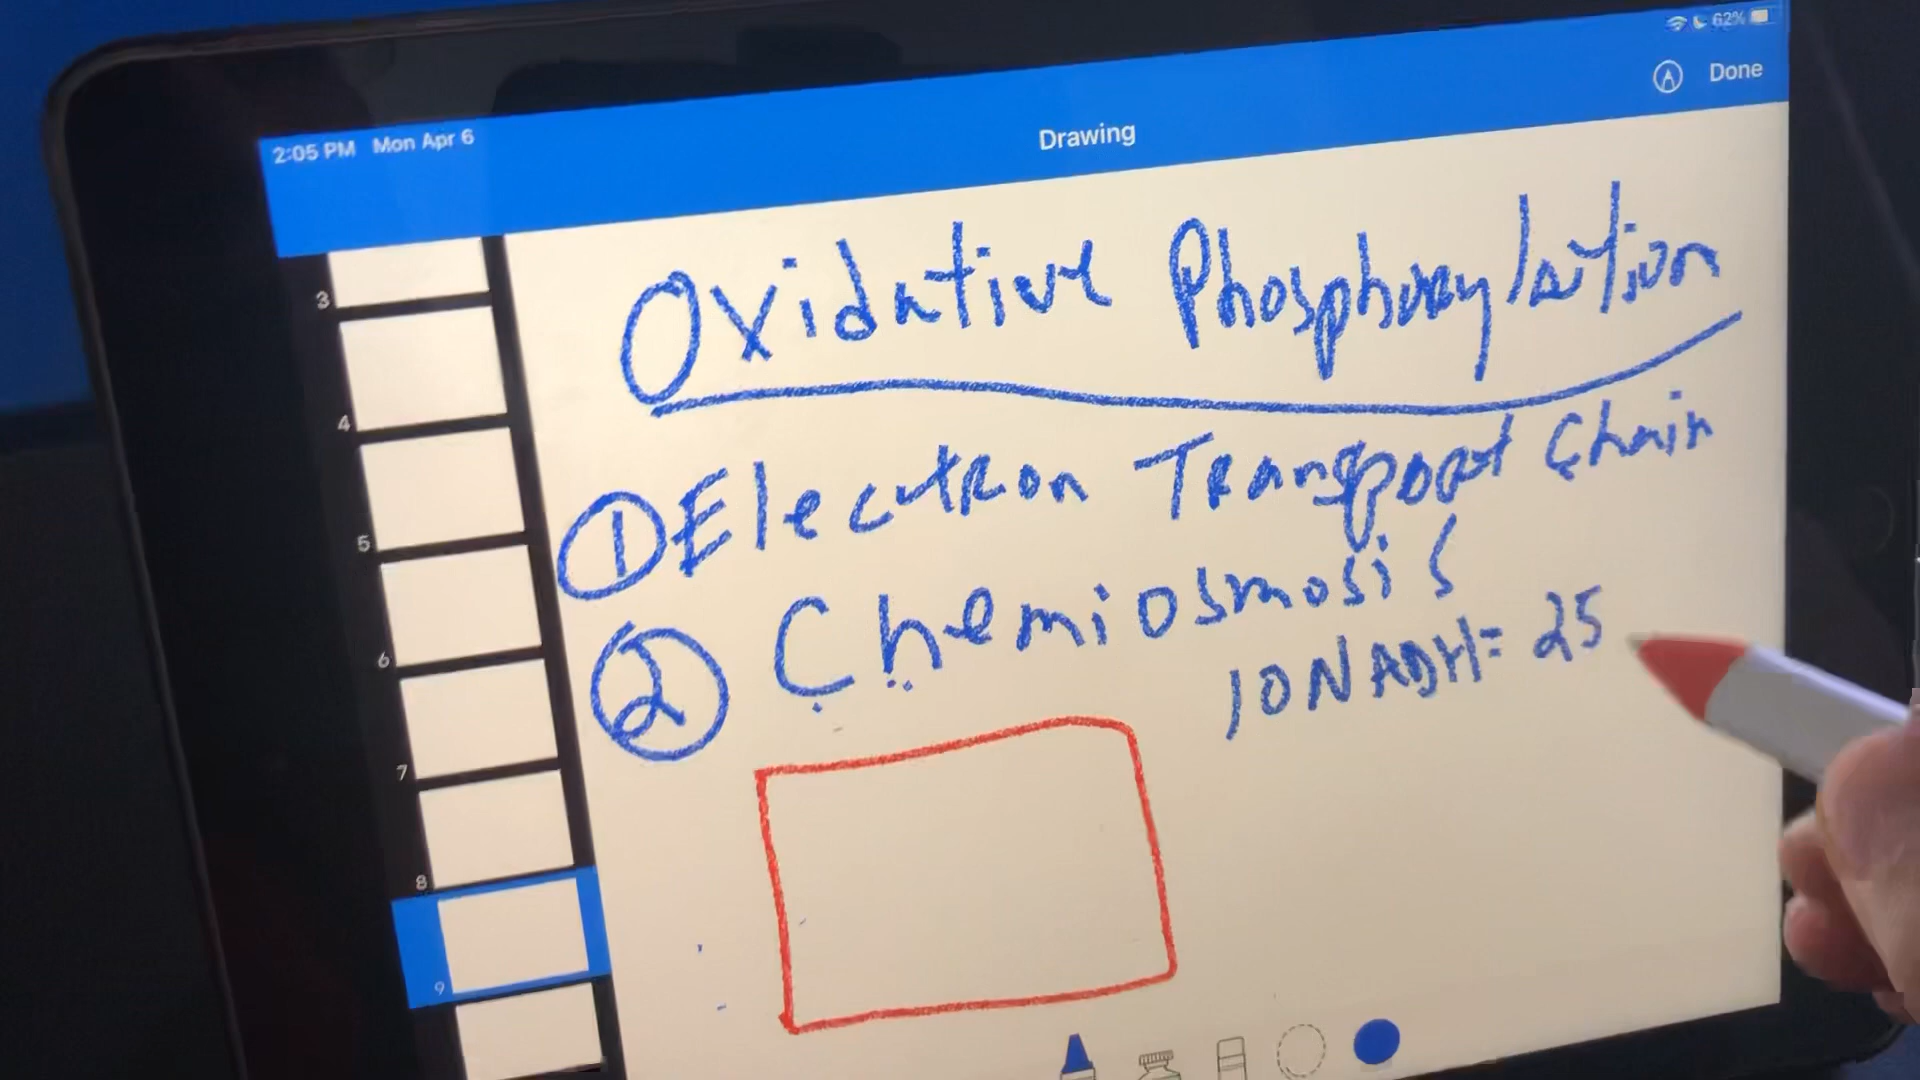 62%
Done
2:05 PM Mon Apr 6
Drawing
Oxidative Phosphorylation
① Electron Transport Chain
② Chemiosmosis
10 NADH = 25
3
4
5
6
7
8
9